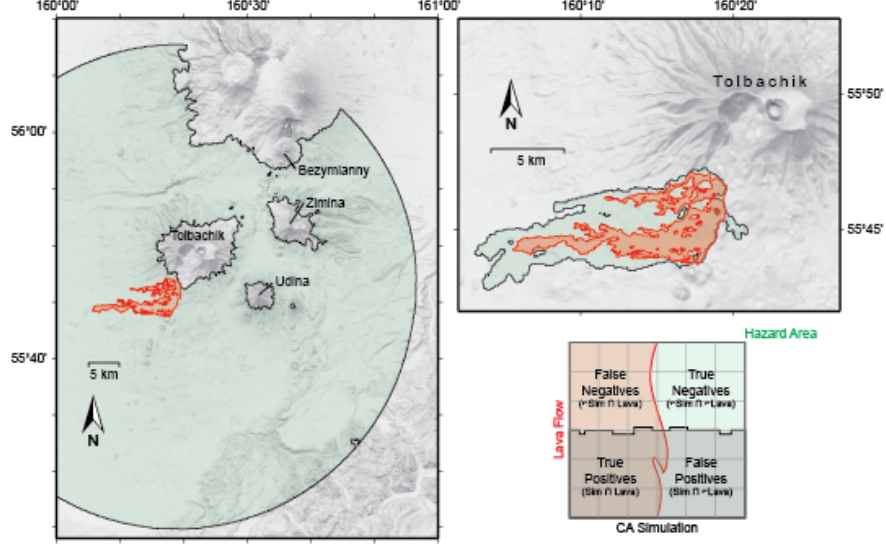 160°00' 160°30' 161°00'
56°00'
55°40'
Bezymianny
Zimina
Tolbachik
Udina
5 km
N
160°10' 160°20'
55°50'
55°45'
Tolbachik
N
5 km
Hazard Area
Lava Flow
False
Negatives
(⌐Sim ∩ Lava)
True
Negatives
(⌐Sim ∩ ⌐Lava)
True
Positives
(Sim ∩ Lava)
False
Positives
(Sim ∩ ⌐Lava)
CA Simulation